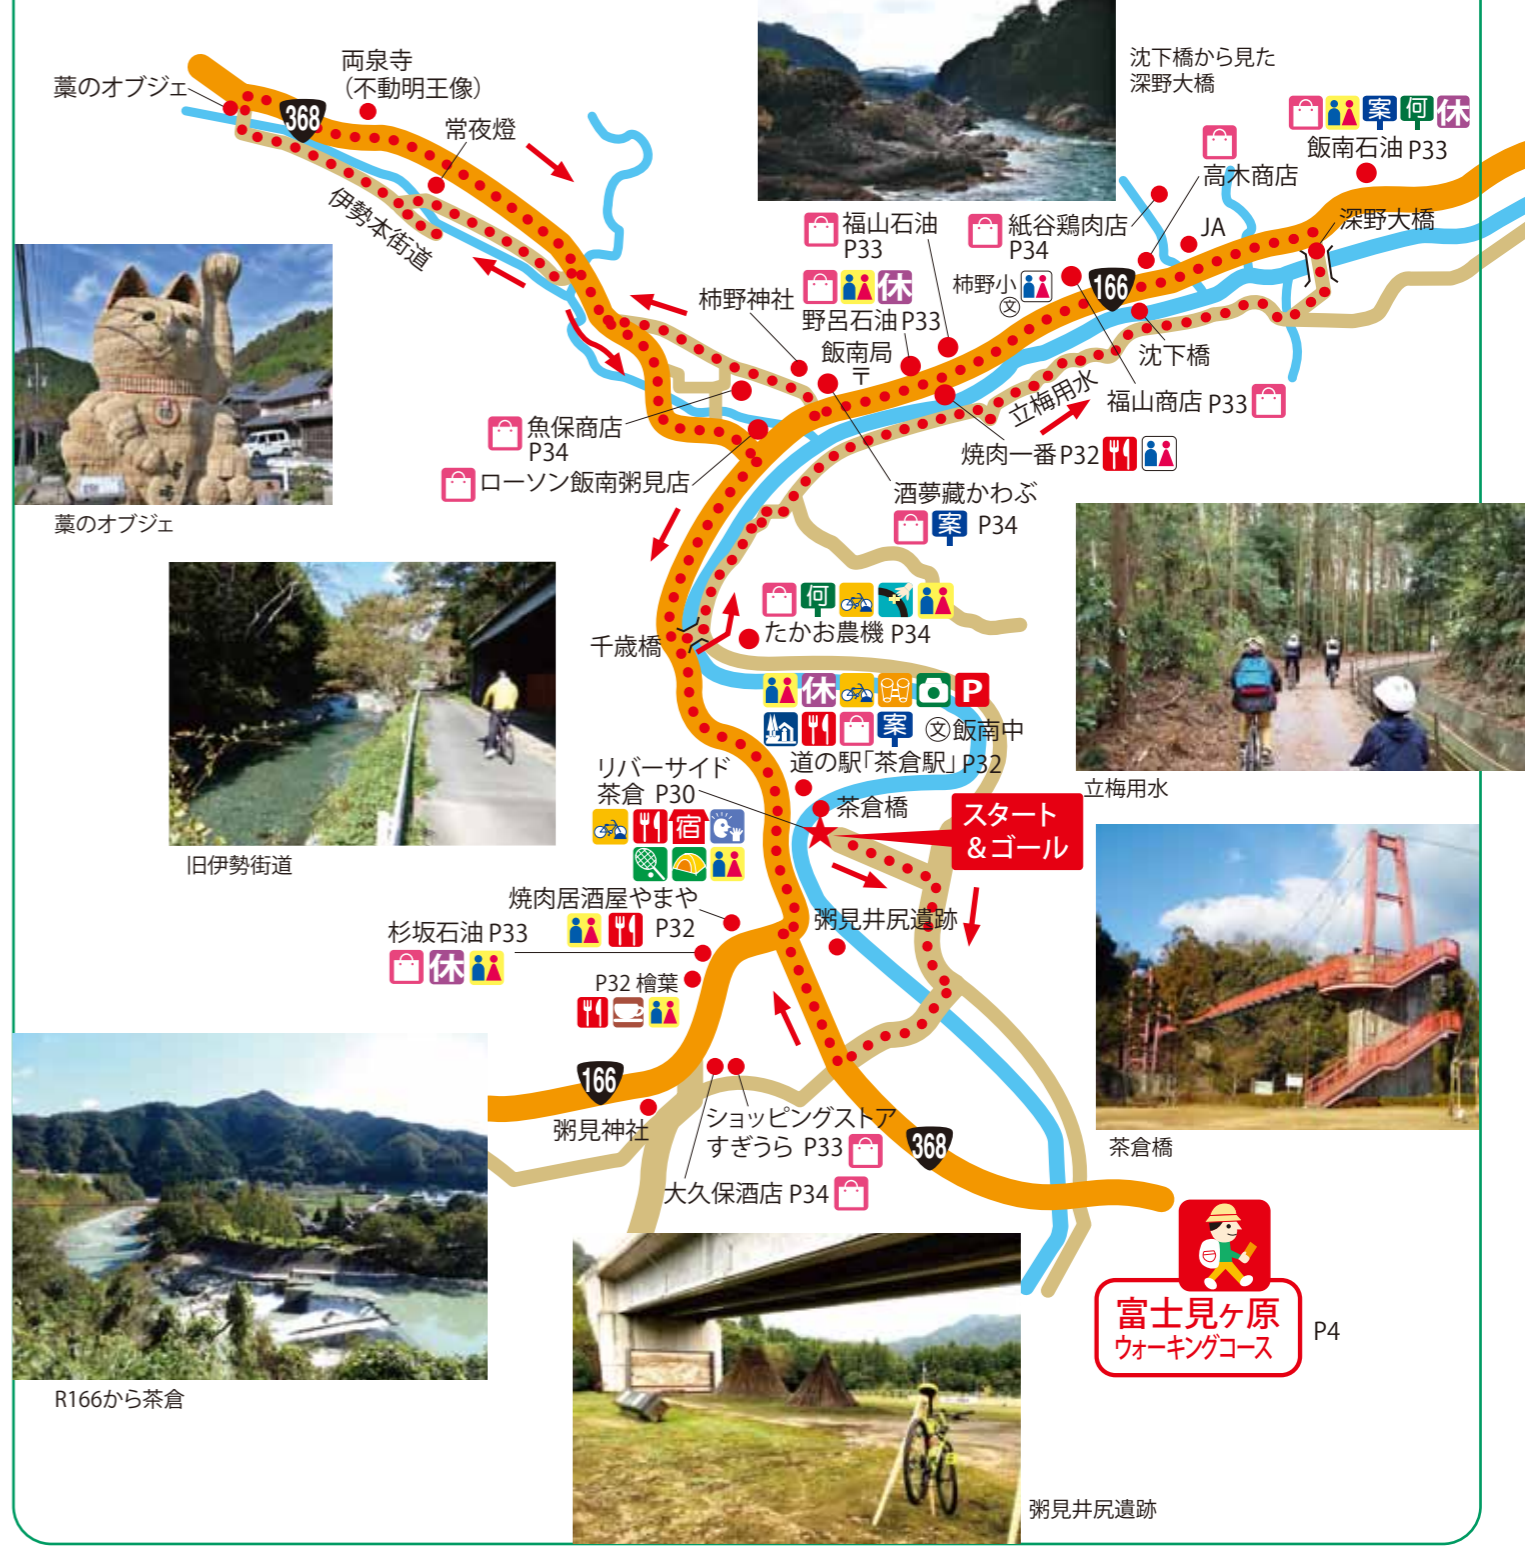 藁のオブジェ
両泉寺
(不動明王像)
368
常夜燈
伊勢本街道
沈下橋から見た
深野大橋
案
何
休
飯南石油 P33
高木商店
深野大橋
JA
福山石油
P33
紙谷鶏肉店
P34
柿野小
文
166
柿野神社
休
野呂石油 P33
飯南局
〒
沈下橋
立梅用水
福山商店 P33
魚保商店
P34
ローソン飯南粥見店
焼肉一番 P32
酒夢藏かわぶ
案
P34
藁のオブジェ
何
たかお農機 P34
千歳橋
休
P
案
文飯南中
道の駅「茶倉駅」P32
リバーサイド
茶倉 P30
宿
茶倉橋
スタート
&ゴール
立梅用水
旧伊勢街道
焼肉居酒屋やまや
P32
杉坂石油 P33
休
粥見井尻遺跡
P32 檜葉
166
粥見神社
ショッピングストア
すぎうら P33
368
大久保酒店 P34
茶倉橋
富士見ヶ原
ウォーキングコース
P4
R166から茶倉
粥見井尻遺跡